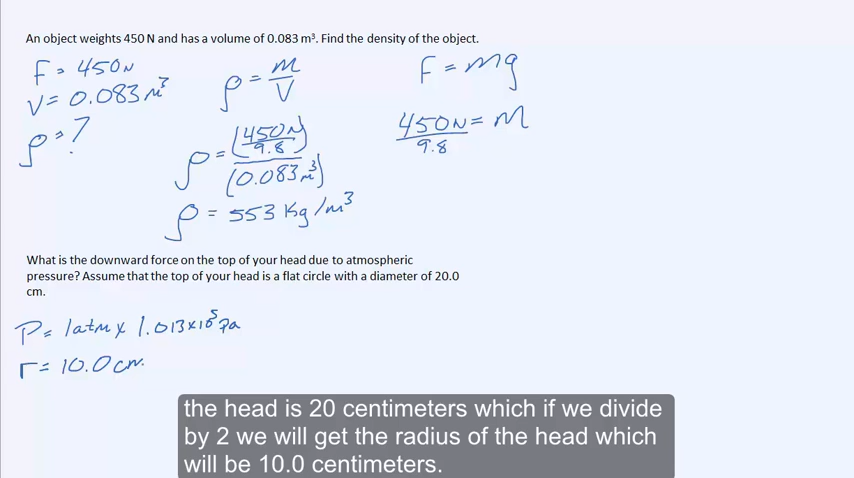 An object weights 450 N and has a volume of 0.083 m³. Find the density of the object.
F = 450N
V = 0.083 m³
ρ = ?
ρ = m/V
ρ = (450N/9.8)/(0.083 m³)
ρ = 553 Kg/m³
F = mg
450N/9.8 = m
What is the downward force on the top of your head due to atmospheric
pressure? Assume that the top of your head is a flat circle with a diameter of 20.0
cm.
P = 1atm x 1.013x10⁵ Pa
r = 10.0 cm.
the head is 20 centimeters which if we divide
by 2 we will get the radius of the head which
will be 10.0 centimeters.